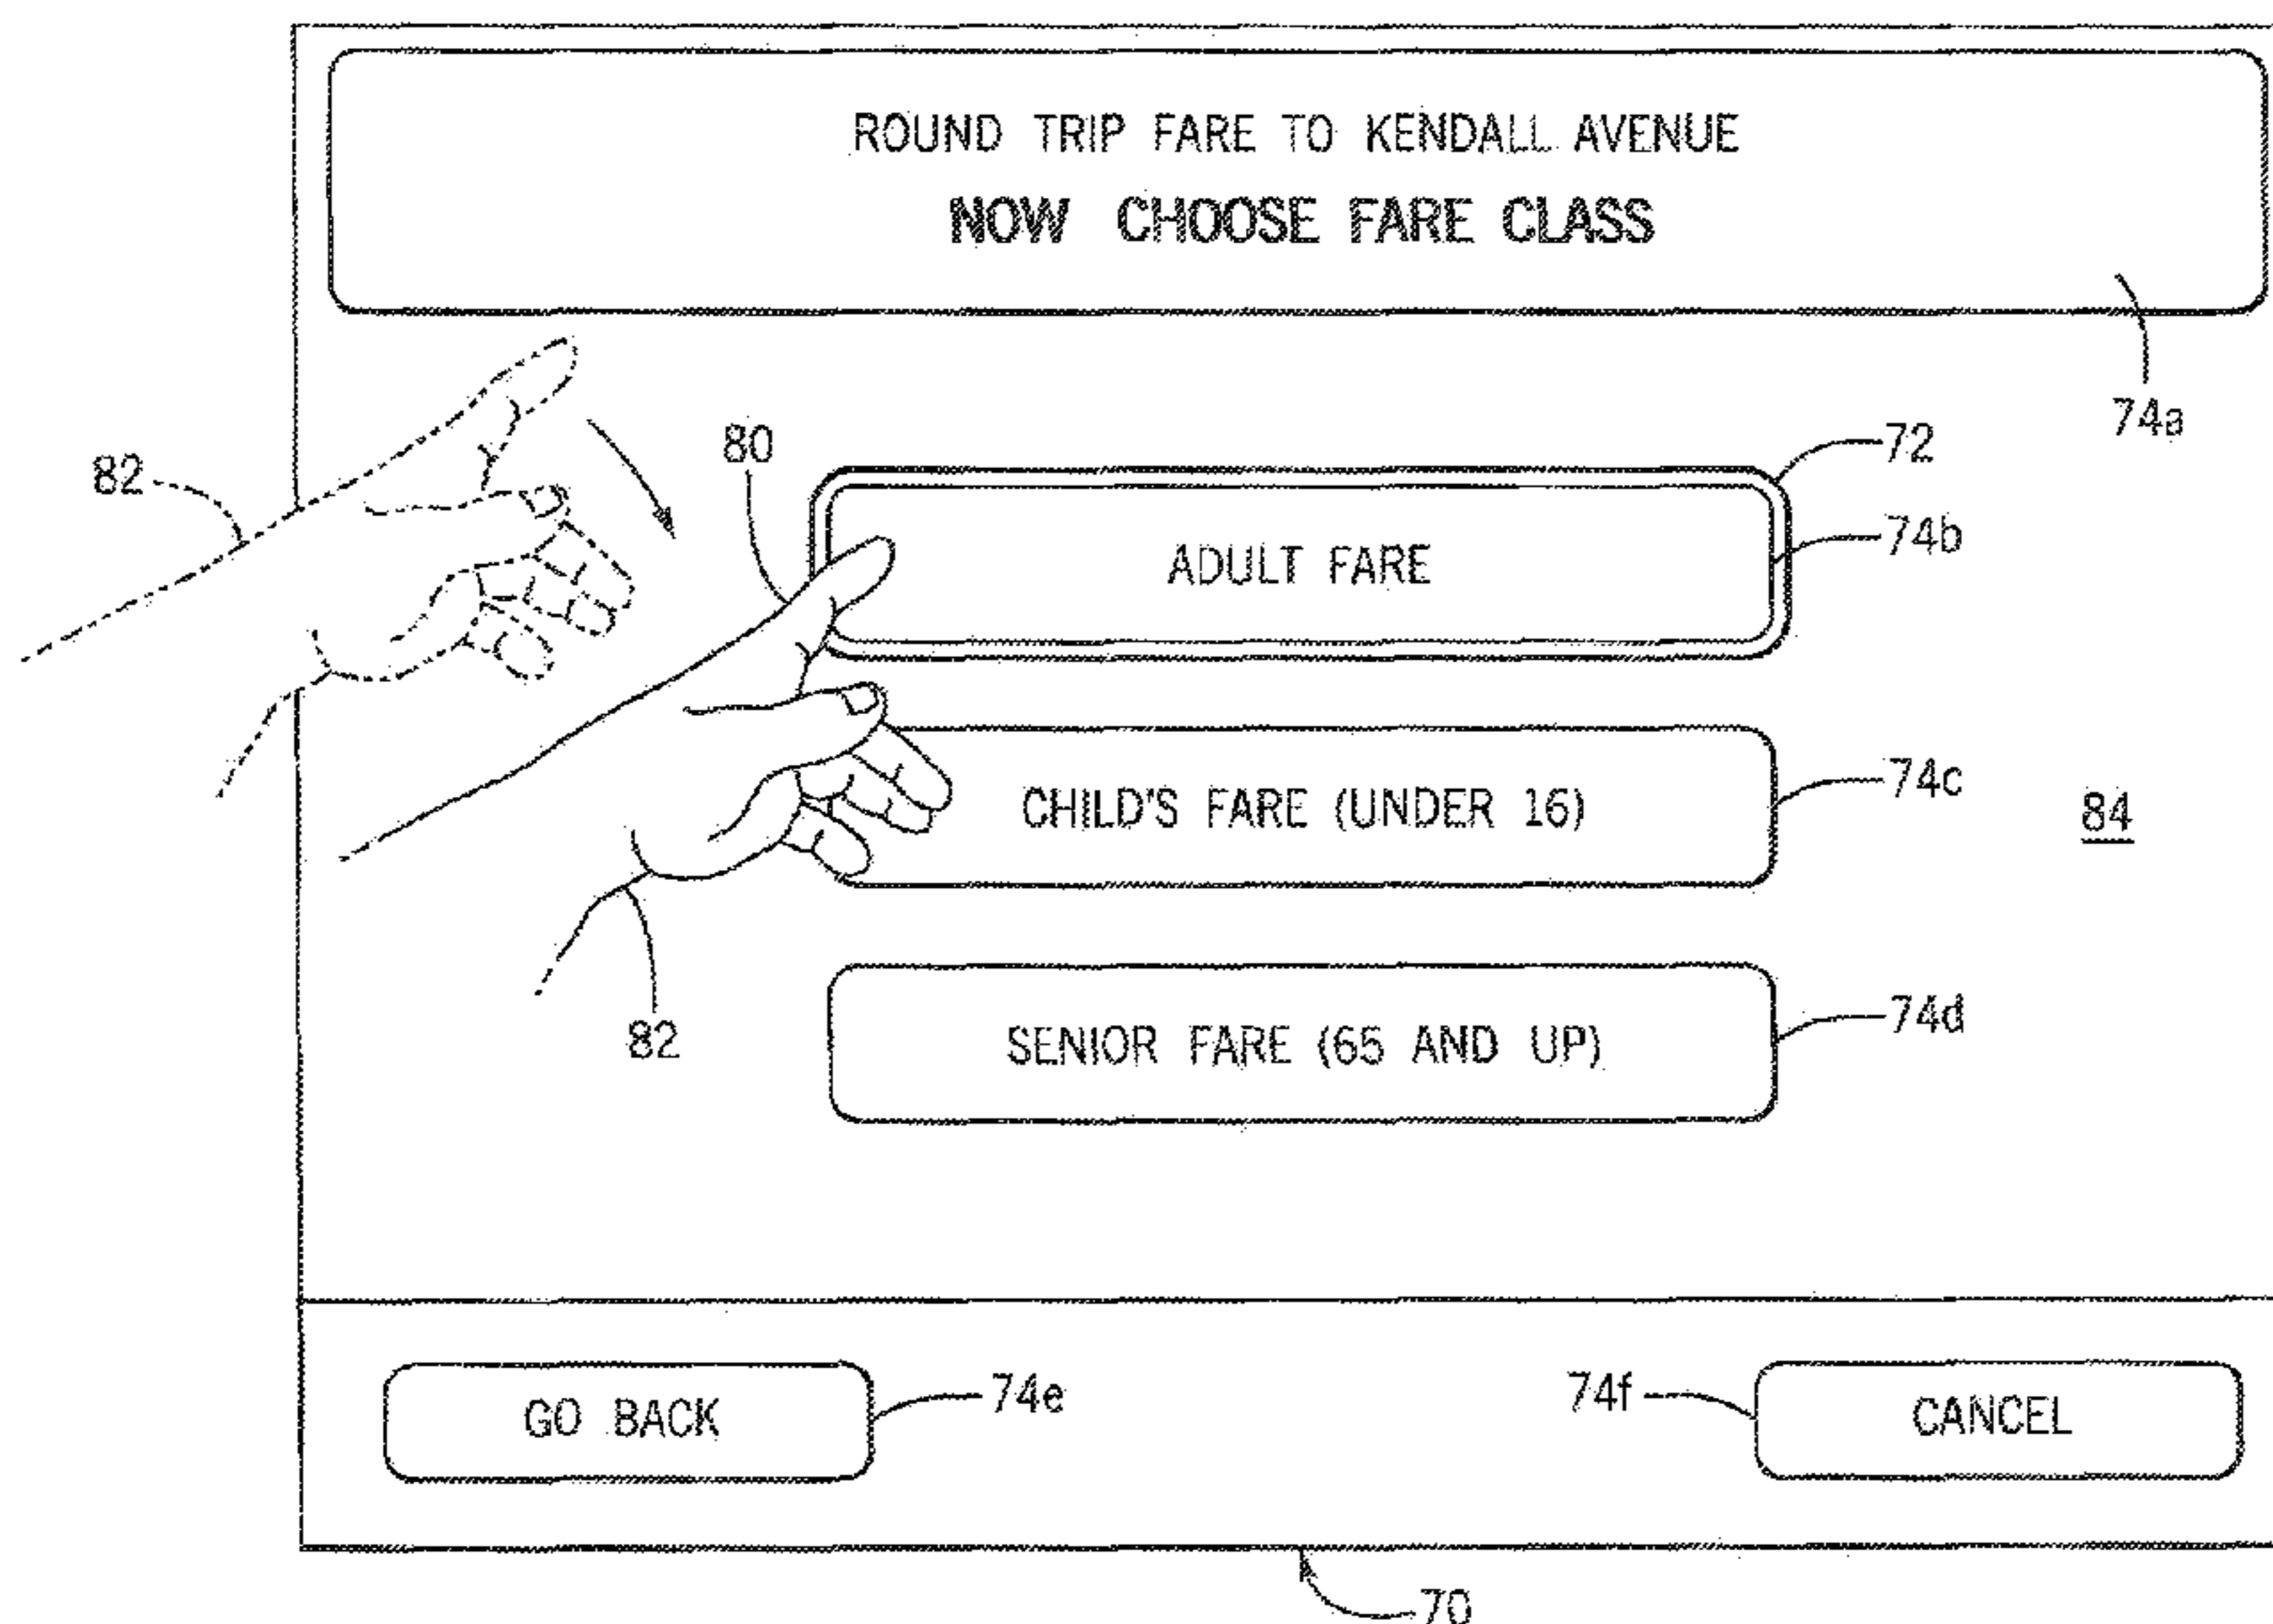 ROUND TRIP FARE TO KENDALL AVENUE
NOW CHOOSE FARE CLASS
74a
82
80
72
ADULT FARE
74b
CHILD'S FARE (UNDER 16)
74c
84
82
SENIOR FARE (65 AND UP)
74d
GO BACK
74e
74f
CANCEL
70